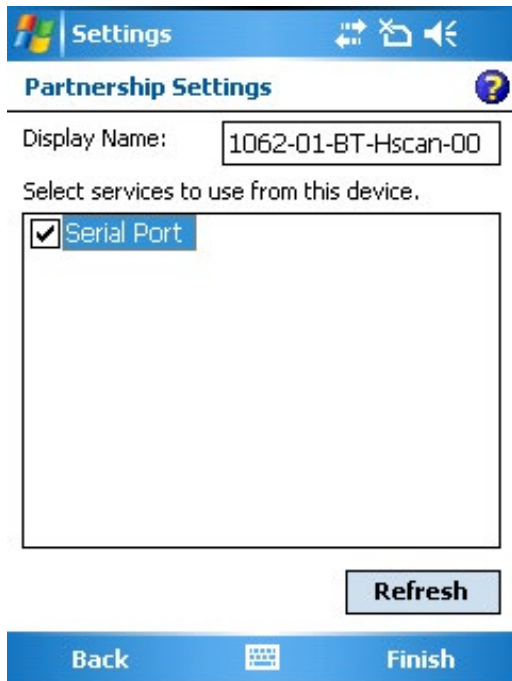 Settings
Partnership Settings
Display Name: 1062-01-BT-Hscan-00
Select services to use from this device.
Serial Port
Refresh
Back Finish